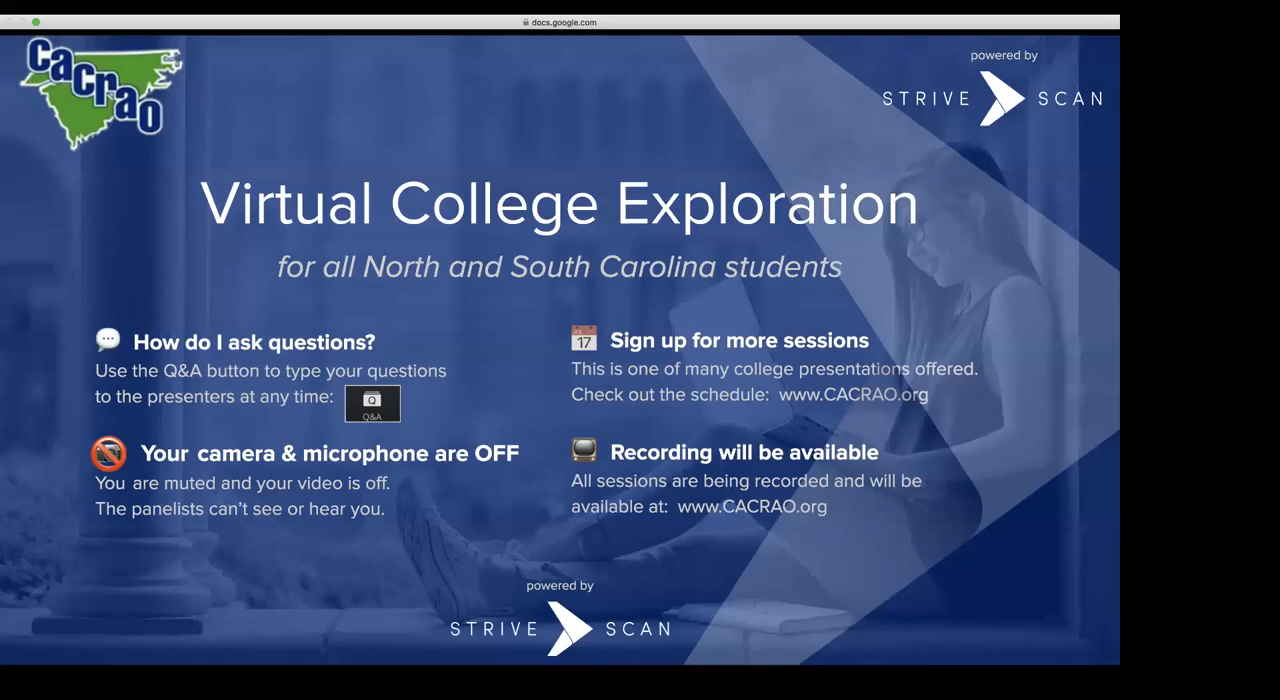 docs.google.com
CaCraO
powered by
STRIVE SCAN
Virtual College Exploration
for all North and South Carolina students
How do I ask questions?
Use the Q&A button to type your questions
to the presenters at any time:
Q
Q&A
Your camera & microphone are OFF
You are muted and your video is off.
The panelists can't see or hear you.
JUL
17
Sign up for more sessions
This is one of many college presentations offered.
Check out the schedule: www.CACRAO.org
Recording will be available
All sessions are being recorded and will be
available at: www.CACRAO.org
powered by
STRIVE SCAN